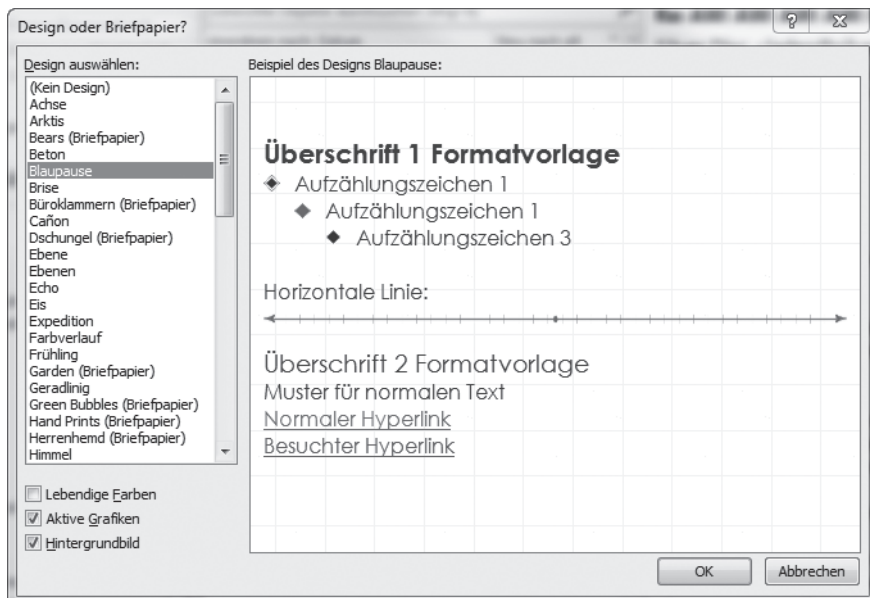 Design oder Briefpapier?
Design auswählen:
(Kein Design)
Achse
Arktis
Bears (Briefpapier)
Beton
Blaupause
Brise
Büroklammern (Briefpapier)
Cañon
Dschungel (Briefpapier)
Ebene
Ebenen
Echo
Eis
Expedition
Farbverlauf
Frühling
Garden (Briefpapier)
Geradlinig
Green Bubbles (Briefpapier)
Hand Prints (Briefpapier)
Herrenhemd (Briefpapier)
Himmel
Lebendige Farben
Aktive Grafiken
Hintergrundbild
Beispiel des Designs Blaupause:
Überschrift 1 Formatvorlage
Aufzählungszeichen 1
Aufzählungszeichen 1
Aufzählungszeichen 3
Horizontale Linie:
Überschrift 2 Formatvorlage
Muster für normalen Text
Normaler Hyperlink
Besuchter Hyperlink
OK
Abbrechen